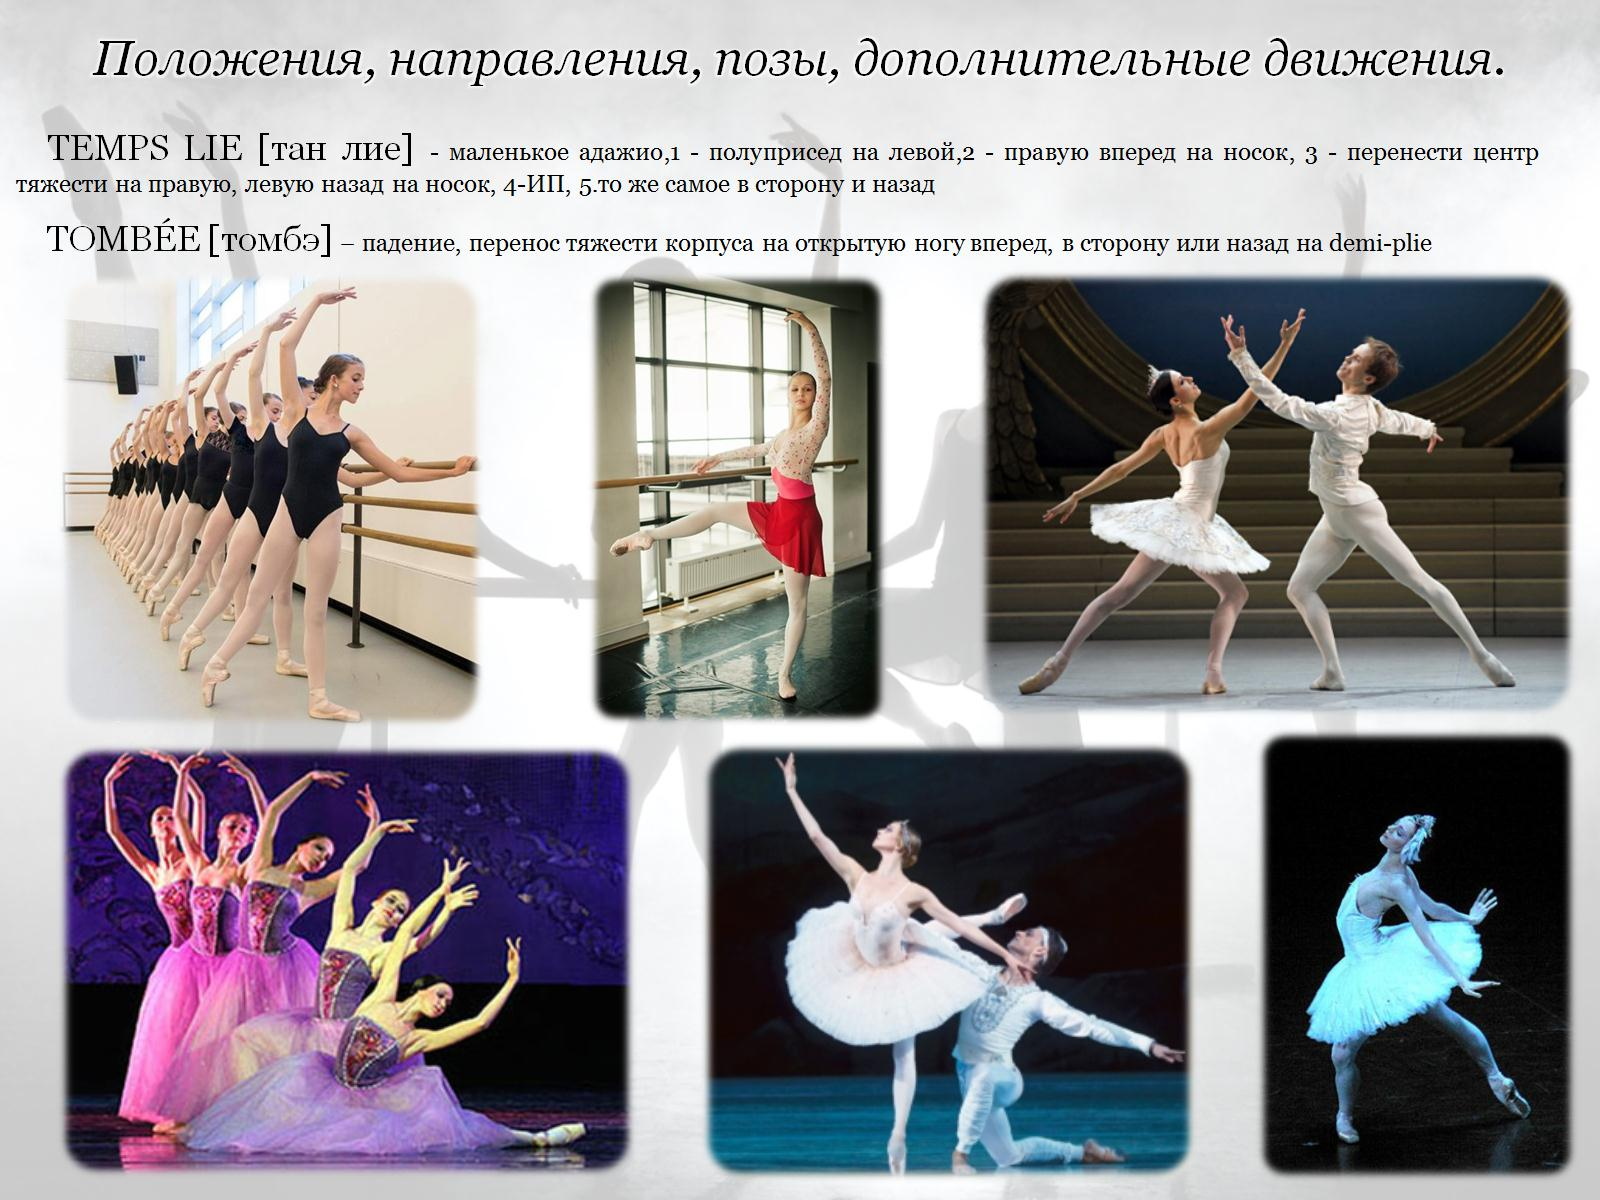 Положения, направления, позы, дополнительные движения.
TEMPS LIE [тан лие] - маленькое адажио,1 - полуприсед на левой,2 - правую вперед на носок, 3 - перенести центр
тяжести на правую, левую назад на носок, 4-ИП, 5.то же самое в сторону и назад
TOMBÉE [томбэ] – падение, перенос тяжести корпуса на открытую ногу вперед, в сторону или назад на demi-plie